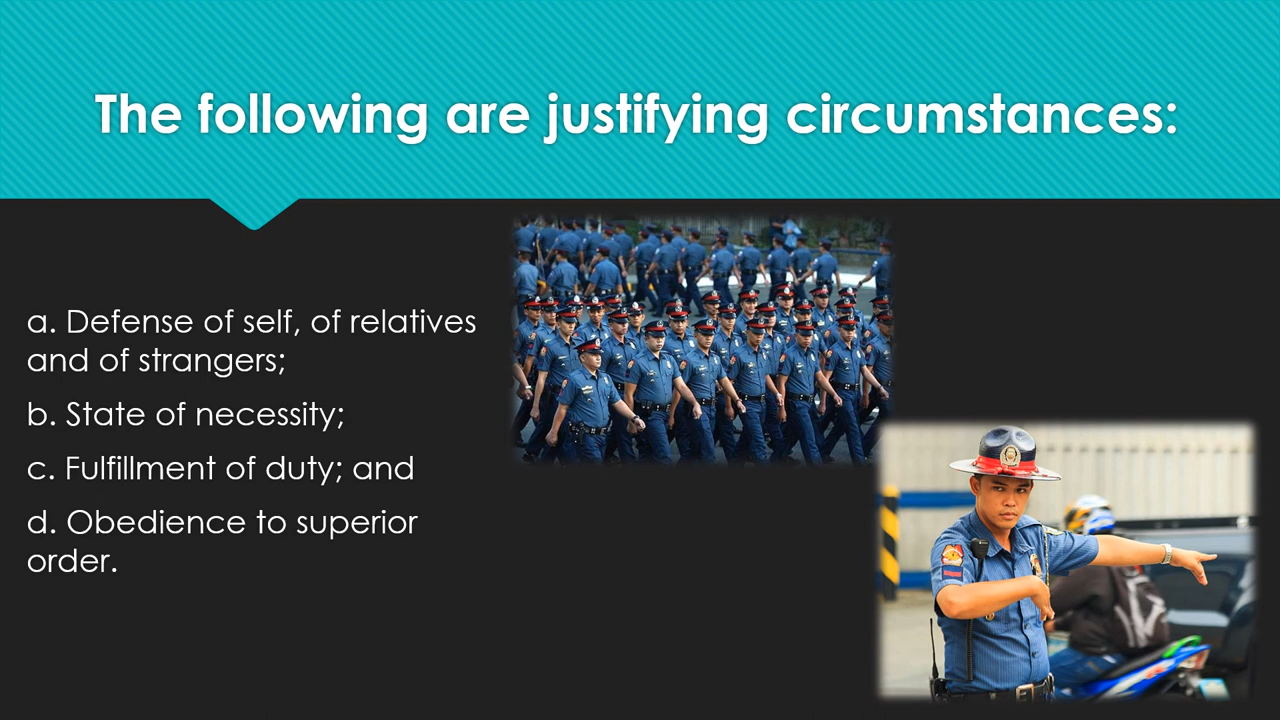 The following are justifying circumstances:
a. Defense of self, of relatives
and of strangers;
b. State of necessity;
c. Fulfillment of duty; and
d. Obedience to superior
order.